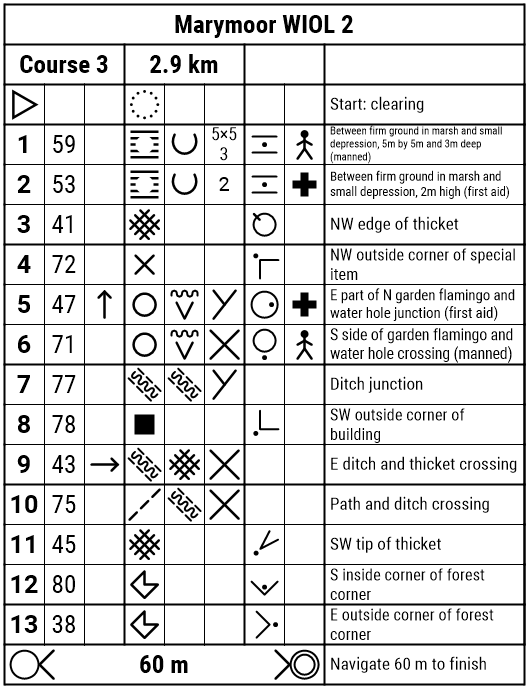 Marymoor WIOL 2
Course 3 2.9 km
Start: clearing
1 59 5×5
3
Between firm ground in marsh and small
depression, 5m by 5m and 3m deep
(manned)
2 53 2
Between firm ground in marsh and
small depression, 2m high (first aid)
3 41 NW edge of thicket
4 72 NW outside corner of special
item
5 47 E part of N garden flamingo and
water hole junction (first aid)
6 71 S side of garden flamingo and
water hole crossing (manned)
7 77 Ditch junction
8 78 SW outside corner of
building
9 43 E ditch and thicket crossing
10 75 Path and ditch crossing
11 45 SW tip of thicket
12 80 S inside corner of forest
corner
13 38 E outside corner of forest
corner
60 m Navigate 60 m to finish